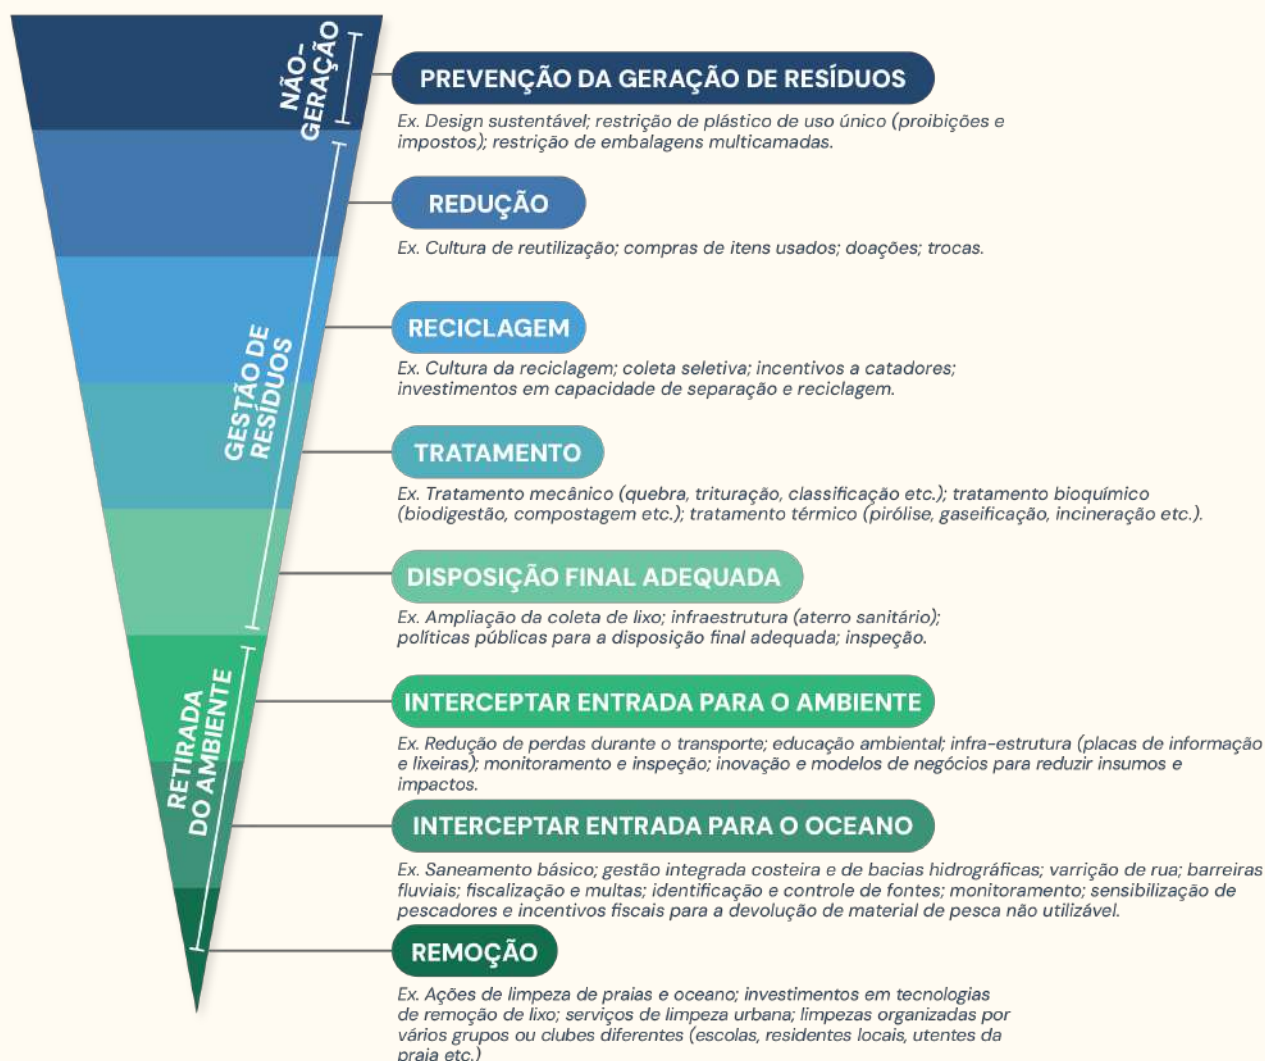 NÃO-
GERAÇÃO
PREVENÇÃO DA GERAÇÃO DE RESÍDUOS
Ex. Design sustentável; restrição de plástico de uso único (proibições e
impostos); restrição de embalagens multicamadas.
REDUÇÃO
Ex. Cultura de reutilização; compras de itens usados; doações; trocas.
GESTÃO DE
RESÍDUOS
RECICLAGEM
Ex. Cultura da reciclagem; coleta seletiva; incentivos a catadores;
investimentos em capacidade de separação e reciclagem.
TRATAMENTO
Ex. Tratamento mecânico (quebra, trituração, classificação etc.); tratamento bioquímico
(biodigestão, compostagem etc.); tratamento térmico (pirólise, gaseificação, incineração etc.).
DISPOSIÇÃO FINAL ADEQUADA
Ex. Ampliação da coleta de lixo; infraestrutura (aterro sanitário);
políticas públicas para a disposição final adequada; inspeção.
RETIRADA
DO AMBIENTE
INTERCEPTAR ENTRADA PARA O AMBIENTE
Ex. Redução de perdas durante o transporte; educação ambiental; infra-estrutura (placas de informação
e lixeiras); monitoramento e inspeção; inovação e modelos de negócios para reduzir insumos e
impactos.
INTERCEPTAR ENTRADA PARA O OCEANO
Ex. Saneamento básico; gestão integrada costeira e de bacias hidrográficas; varrição de rua; barreiras
fluviais; fiscalização e multas; identificação e controle de fontes; monitoramento; sensibilização de
pescadores e incentivos fiscais para a devolução de material de pesca não utilizável.
REMOÇÃO
Ex. Ações de limpeza de praias e oceano; investimentos em tecnologias
de remoção de lixo; serviços de limpeza urbana; limpezas organizadas por
vários grupos ou clubes diferentes (escolas, residentes locais, utentes da
praia etc.)